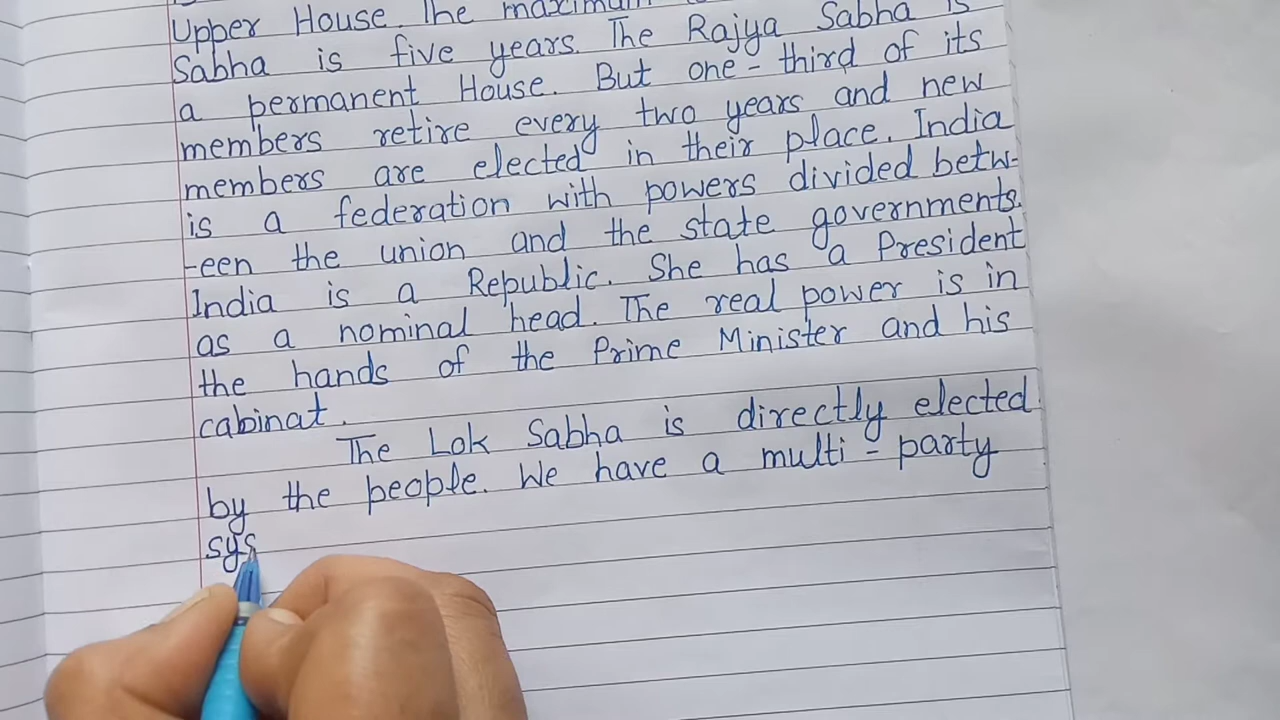 Upper House. The maximum
Sabha is five years. The Rajya Sabha is
a permanent House. But one - third of its
members retire every two years and new
members are elected in their place. India
is a federation with powers divided betw-
-een the union and the state governments.
India is a Republic. She has a President
as a nominal head. The real power is in
the hands of the Prime Minister and his
cabinat.
The Lok Sabha is directly elected
by the people. We have a multi - party
sys